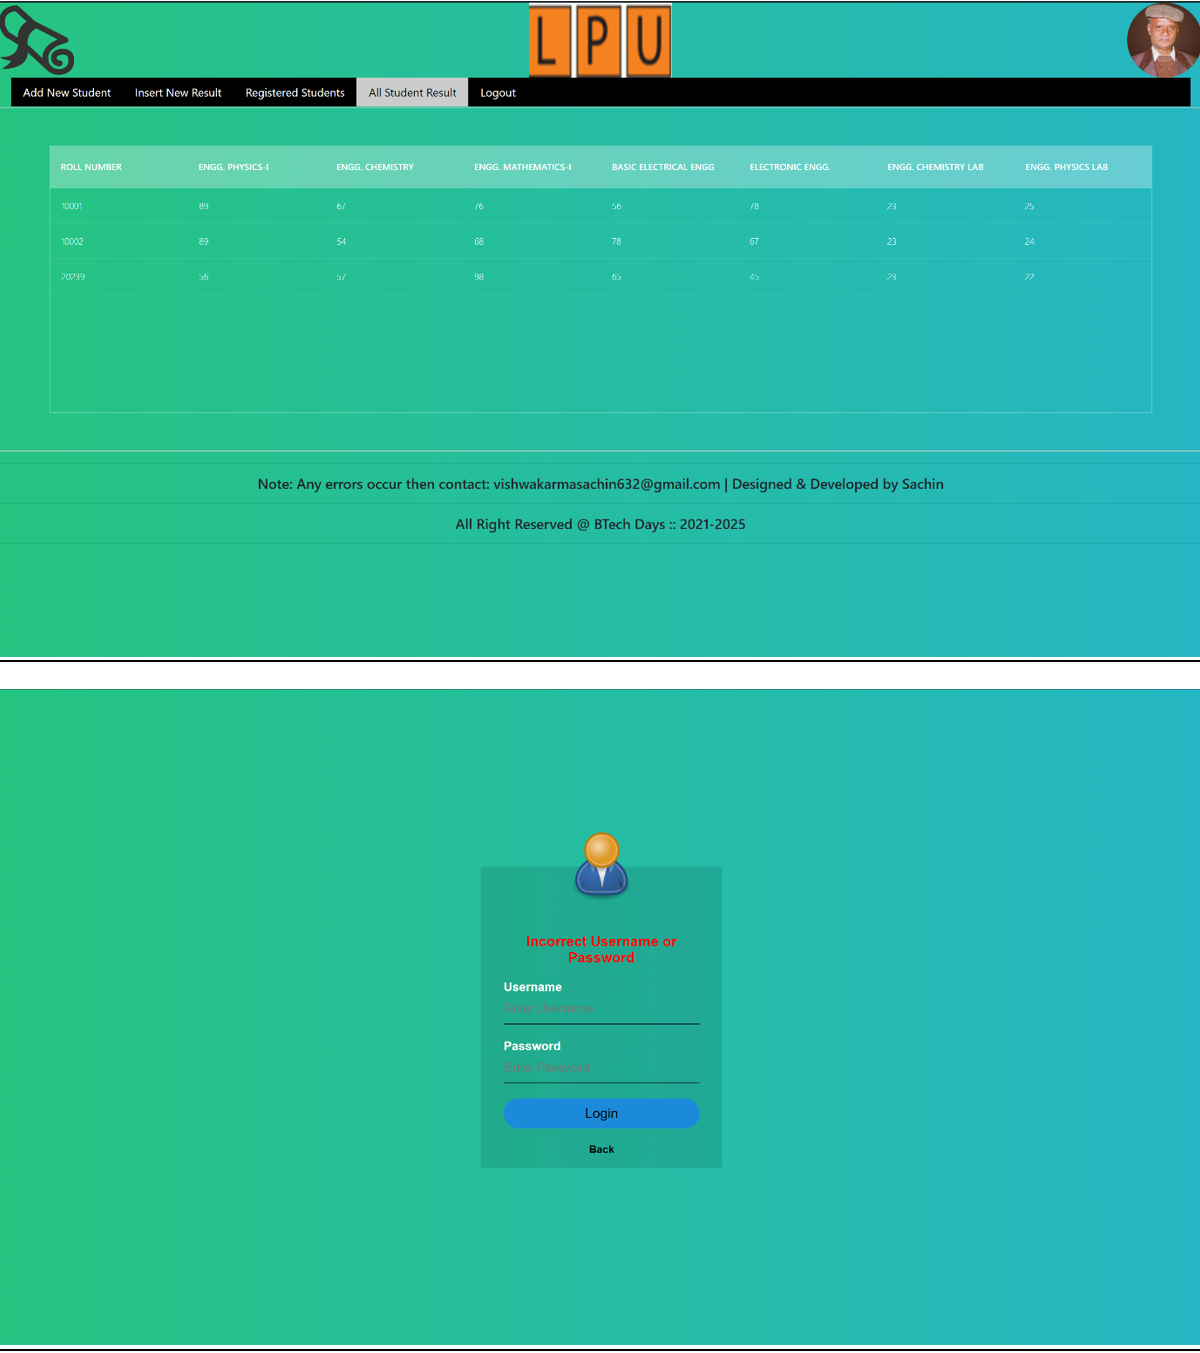 L P U
Add New Student Insert New Result Registered Students All Student Result Logout
ROLL NUMBER ENGG. PHYSICS-I ENGG. CHEMISTRY ENGG. MATHEMATICS-I BASIC ELECTRICAL ENGG ELECTRONIC ENGG. ENGG. CHEMISTRY LAB ENGG. PHYSICS LAB
10001 89 67 76 56 78 23 25
10002 89 54 68 78 67 23 24
20239 56 57 98 65 45 23 22
Note: Any errors occur then contact: vishwakarmasachin632@gmail.com | Designed & Developed by Sachin
All Right Reserved @ BTech Days :: 2021-2025
Incorrect Username or
Password
Username
Enter Username
Password
Enter Password
Login
Back